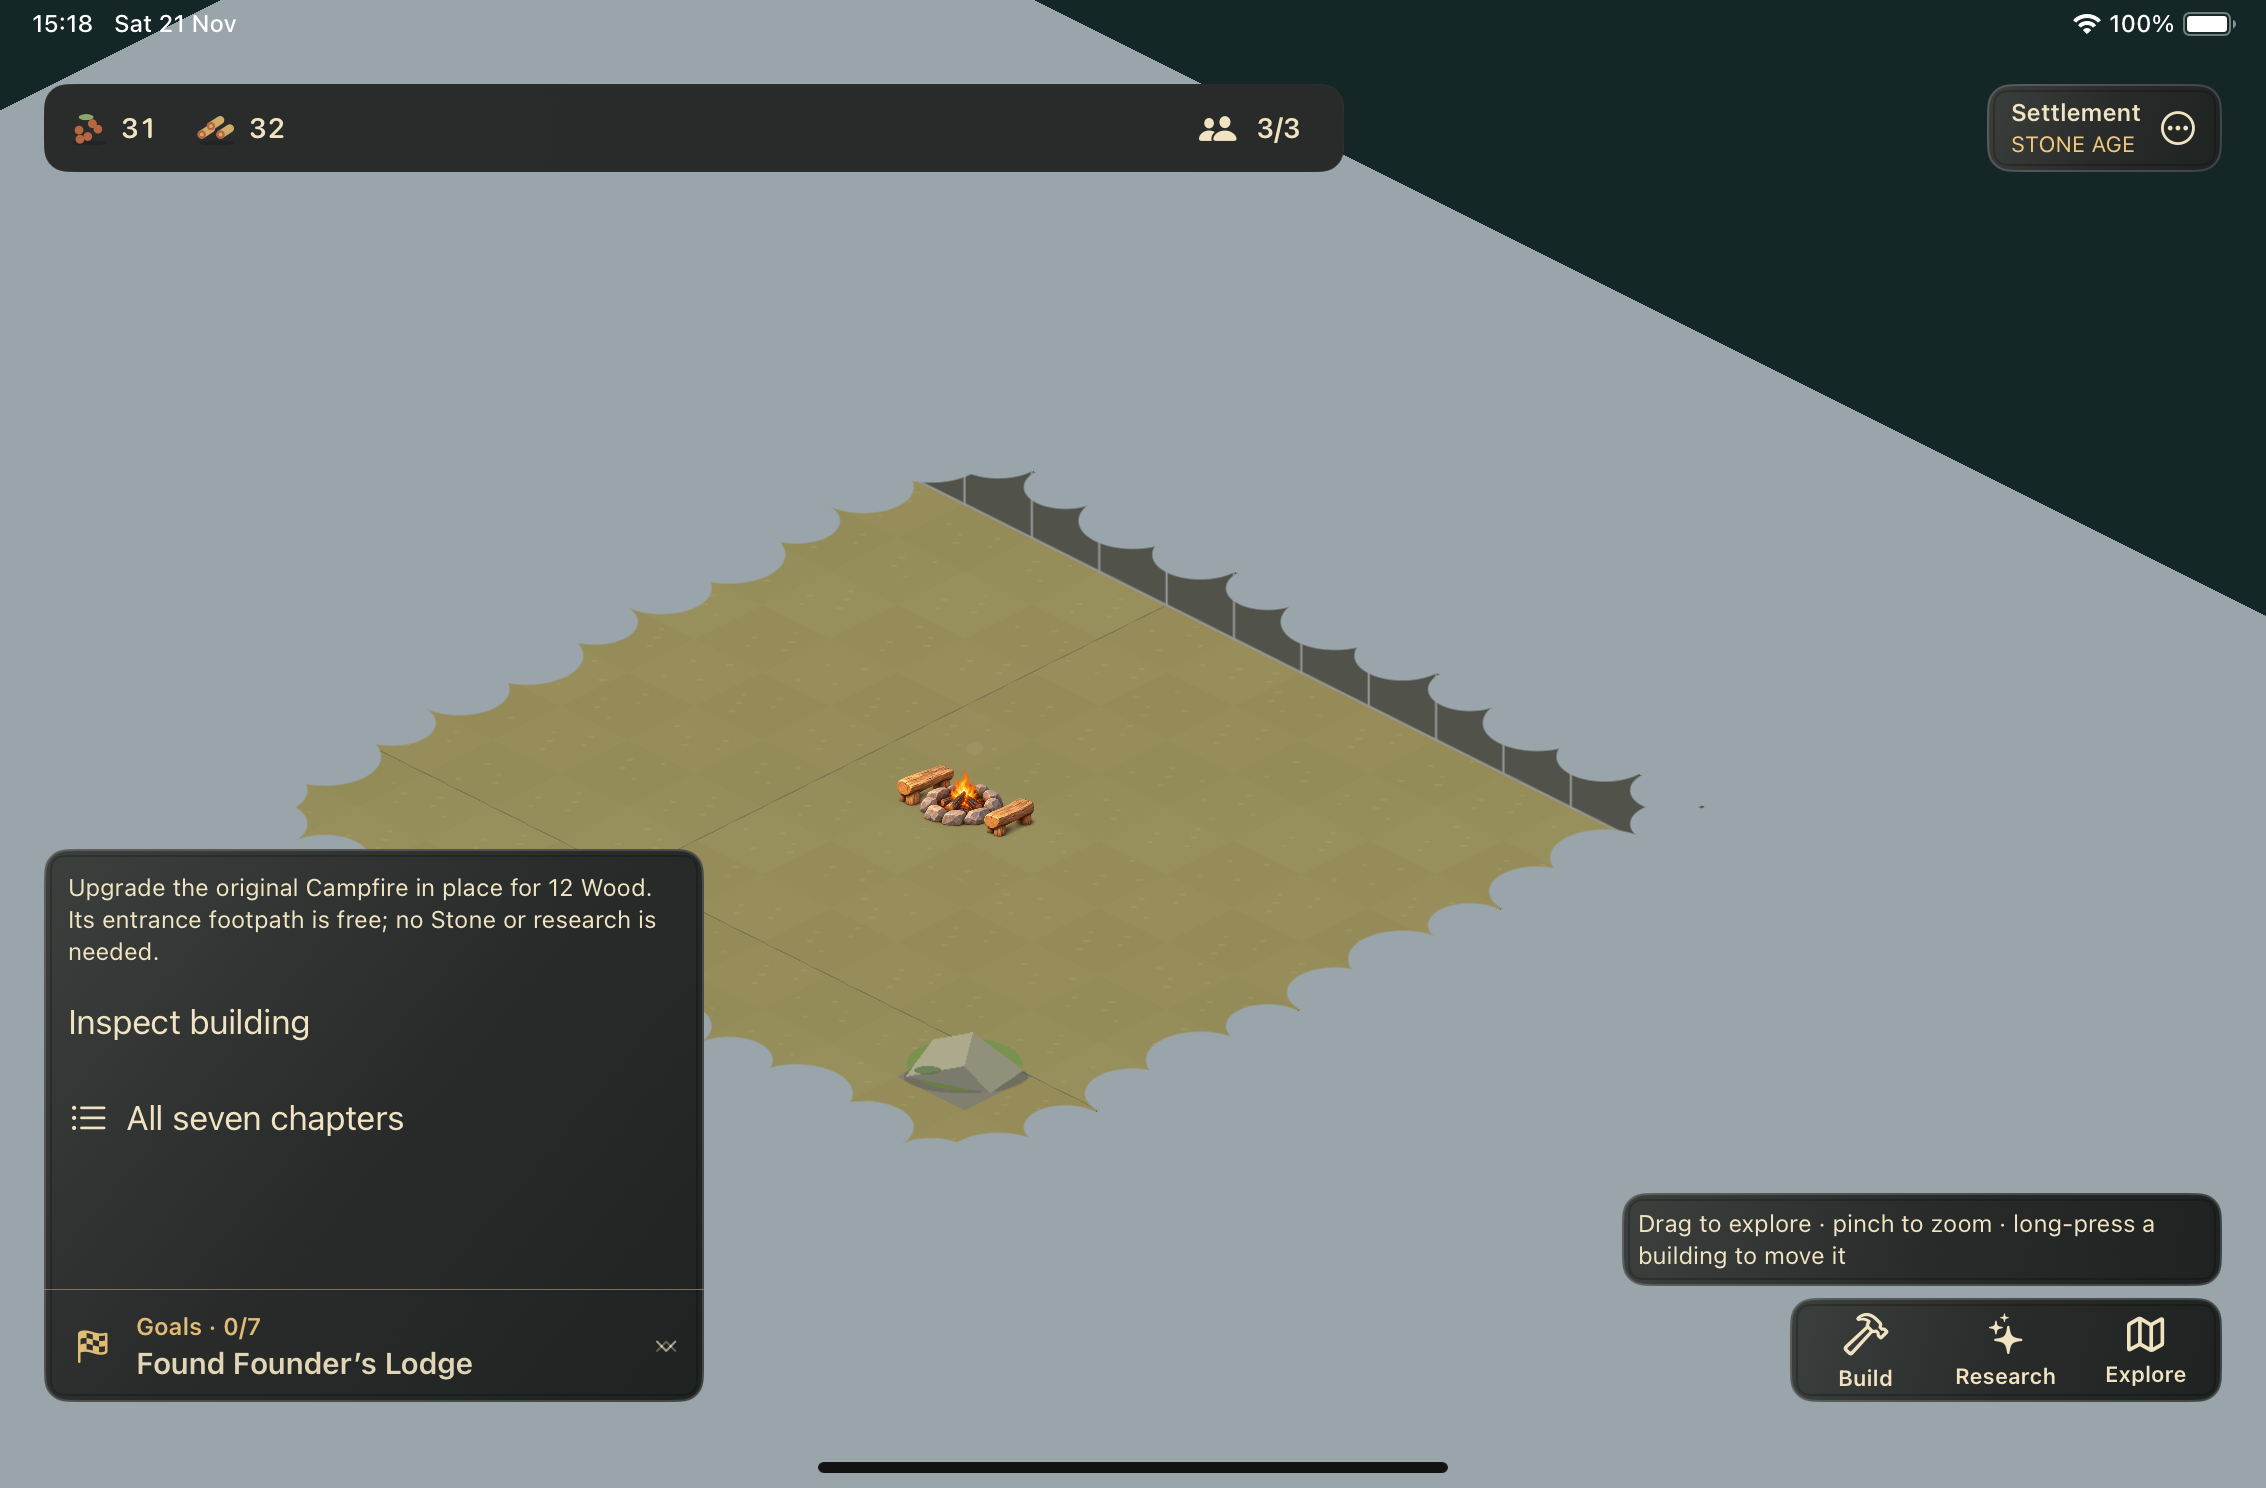 15:18 Sat 21 Nov
100%
31 32 3/3
Settlement
STONE AGE
Upgrade the original Campfire in place for 12 Wood.
Its entrance footpath is free; no Stone or research is
needed.
Inspect building
All seven chapters
Goals · 0/7
Found Founder’s Lodge
Drag to explore · pinch to zoom · long-press a
building to move it
Build Research Explore